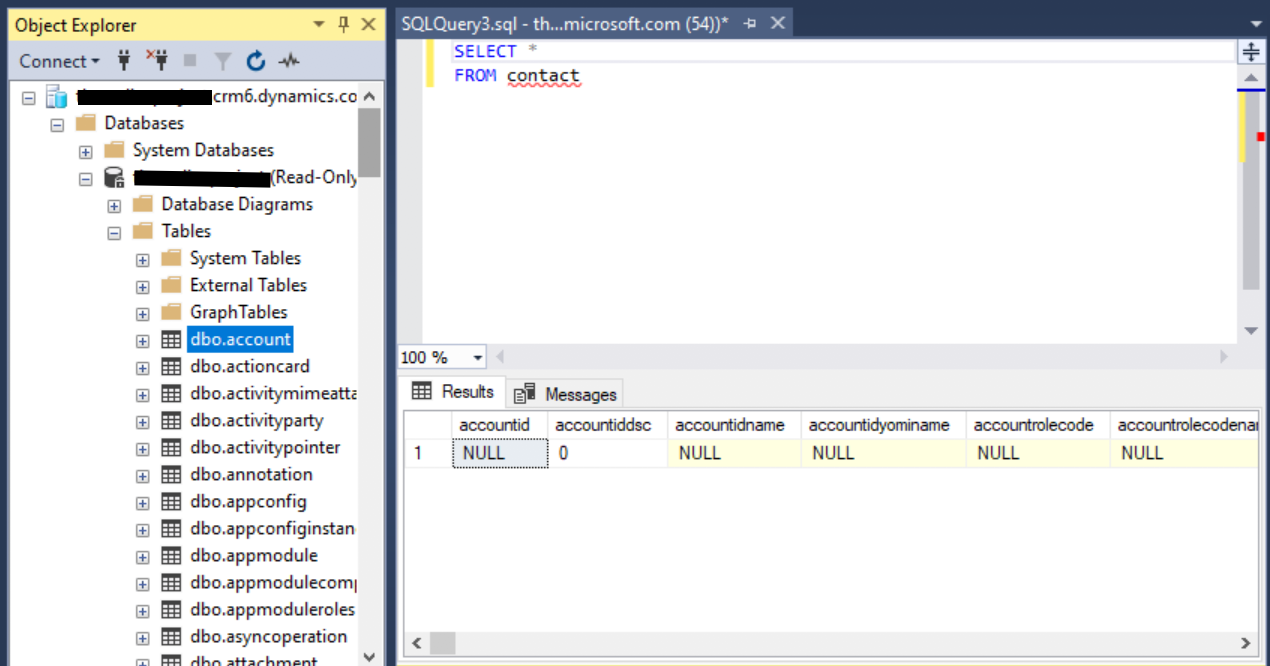 Object Explorer
Connect
crm6.dynamics.co
Databases
System Databases
(Read-Only
Database Diagrams
Tables
System Tables
External Tables
GraphTables
dbo.account
dbo.actioncard
dbo.activitymimeatta
dbo.activityparty
dbo.activitypointer
dbo.annotation
dbo.appconfig
dbo.appconfiginstan
dbo.appmodule
dbo.appmodulecomp
dbo.appmoduleroles
dbo.asyncoperation
dbo.attachment
SQLQuery3.sql - th...microsoft.com (54))*
SELECT *
FROM contact
100 %
Results Messages
accountid accountiddsc accountidname accountidyominame accountrolecode accountrolecodenar
1 NULL 0 NULL NULL NULL NULL